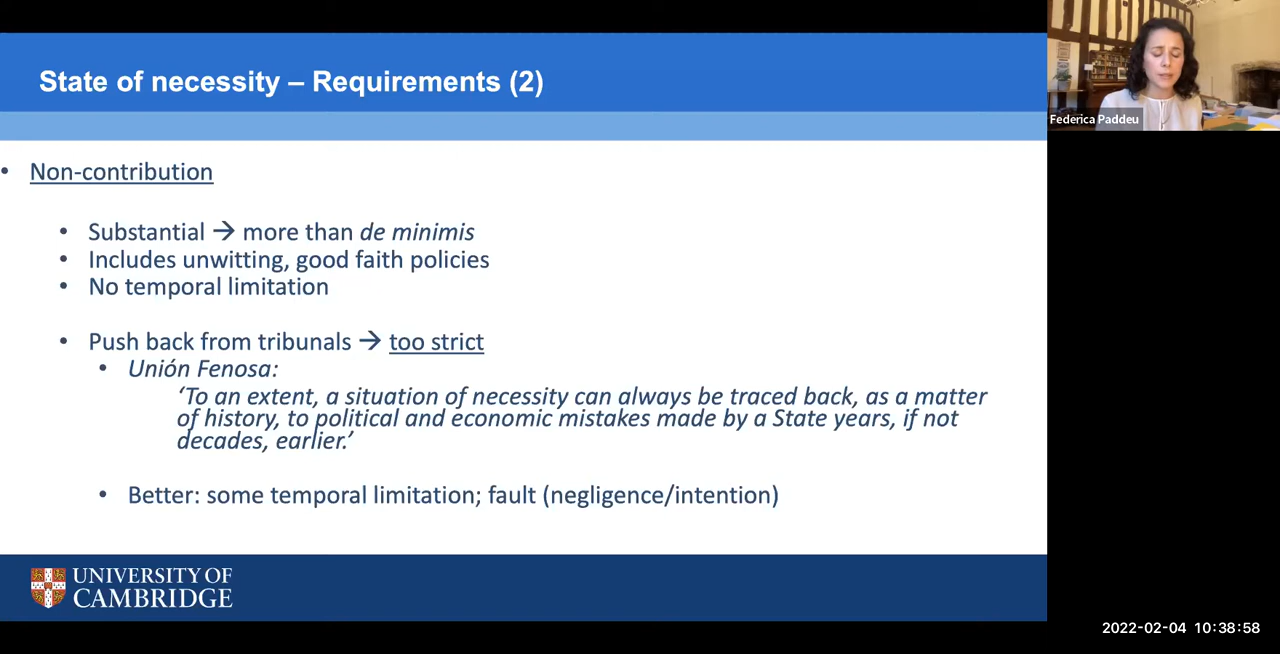 State of necessity – Requirements (2)
Federica Paddeu
• Non-contribution
• Substantial → more than de minimis
• Includes unwitting, good faith policies
• No temporal limitation
• Push back from tribunals → too strict
• Unión Fenosa:
‘To an extent, a situation of necessity can always be traced back, as a matter
of history, to political and economic mistakes made by a State years, if not
decades, earlier.’
• Better: some temporal limitation; fault (negligence/intention)
UNIVERSITY OF
CAMBRIDGE
2022-02-04 10:38:58